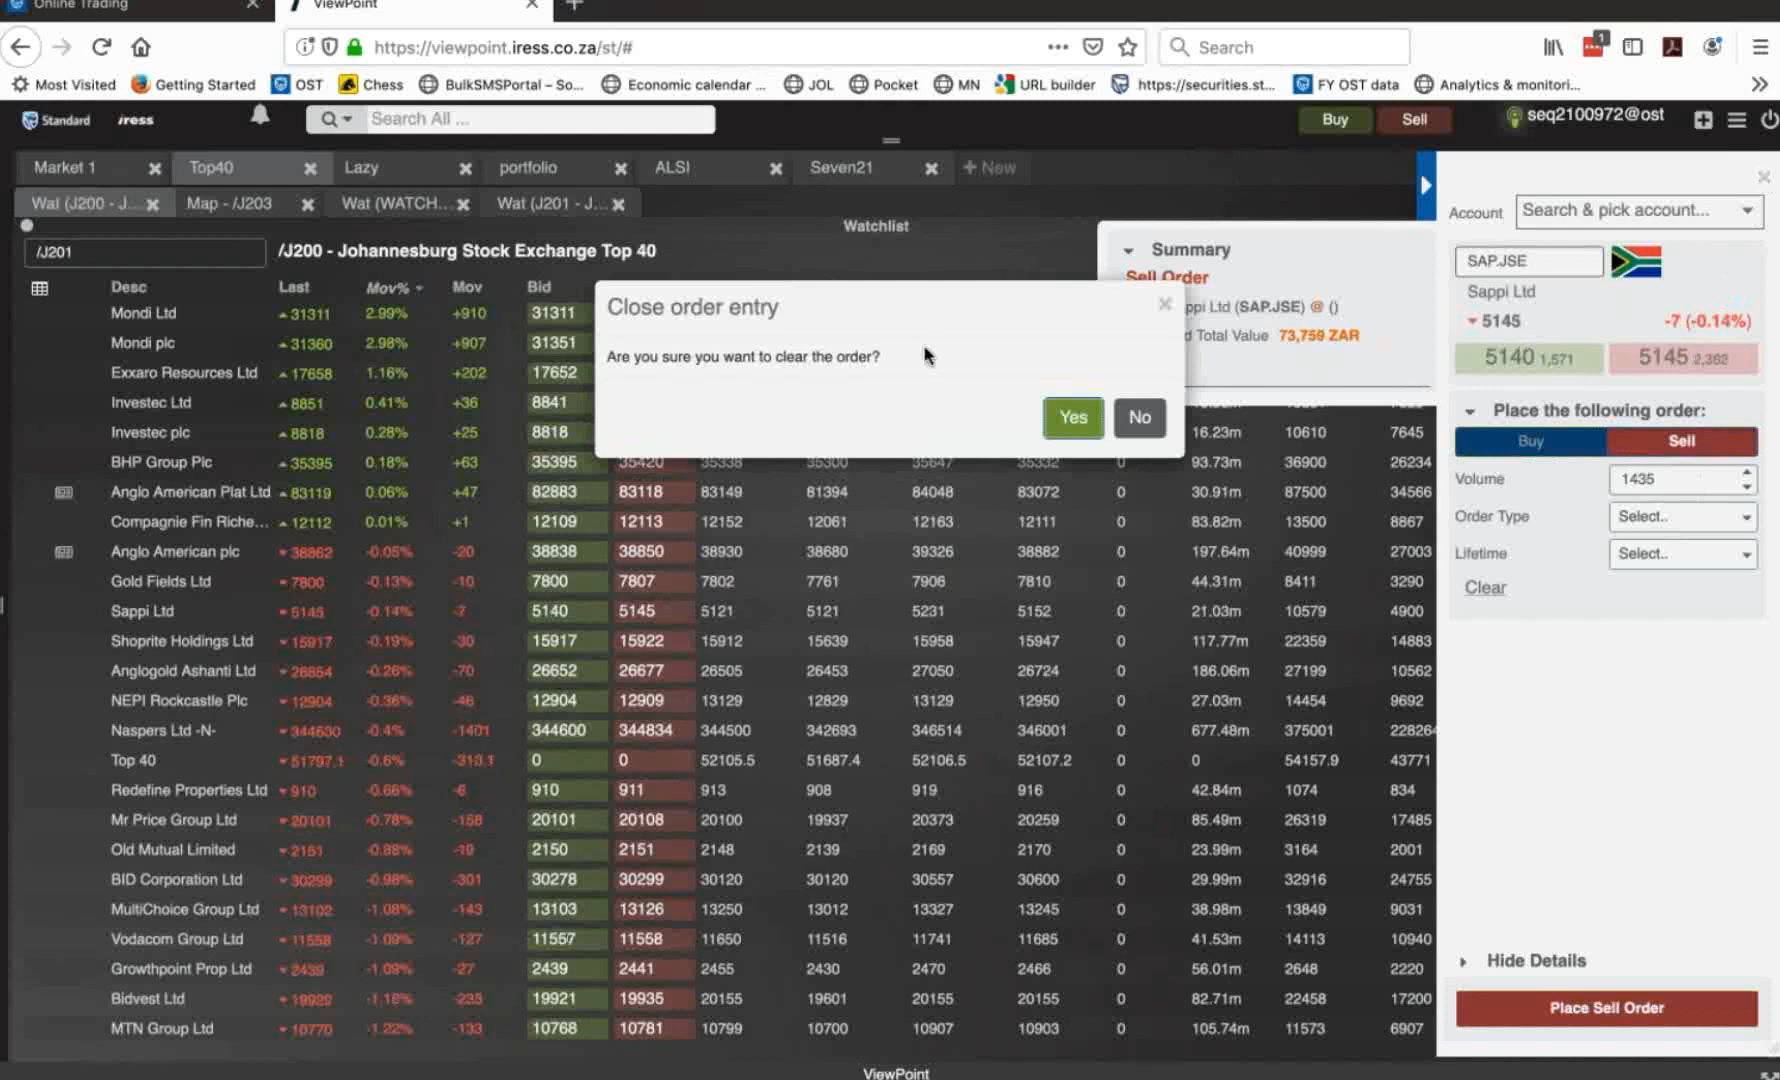 Online Trading
ViewPoint
https://viewpoint.iress.co.za/st/#
Search
1
Most Visited
Getting Started
OST
Chess
BulkSMSPortal – So...
Economic calendar ...
JOL
Pocket
MN
URL builder
https://securities.st...
FY OST data
Analytics & monitori...
Standard
iress
Search All ...
Buy
Sell
seq2100972@ost
Market 1
Top40
Lazy
portfolio
ALSI
Seven21
+ New
Wat (J200 - J...
Map - /J203
Wat (WATCH...
Wat (J201 - J...
Watchlist
/J201
/J200 - Johannesburg Stock Exchange Top 40
Desc Last Mov% Mov Bid
Mondi Ltd 31311 2.99% +910 31311
Mondi plc 31360 2.98% +907 31351
Exxaro Resources Ltd 17658 1.16% +202 17652
Investec Ltd 8851 0.41% +36 8841
Investec plc 8818 0.28% +25 8818 16.23m 10610 7645
BHP Group Plc 35395 0.18% +63 35395 35420 35338 35300 35647 35332 0 93.73m 36900 26234
Anglo American Plat Ltd 83119 0.06% +47 82883 83118 83149 81394 84048 83072 0 30.91m 87500 34566
Compagnie Fin Riche... 12112 0.01% +1 12109 12113 12152 12061 12163 12111 0 83.82m 13500 8867
Anglo American plc 38862 -0.05% -20 38838 38850 38930 38680 39326 38882 0 197.64m 40999 27003
Gold Fields Ltd 7800 -0.13% -10 7800 7807 7802 7761 7906 7810 0 44.31m 8411 3290
Sappi Ltd 5145 -0.14% -7 5140 5145 5121 5121 5231 5152 0 21.03m 10579 4900
Shoprite Holdings Ltd 15917 -0.19% -30 15917 15922 15912 15639 15958 15947 0 117.77m 22359 14883
Anglogold Ashanti Ltd 26654 -0.26% -70 26652 26677 26505 26453 27050 26724 0 186.06m 27199 10562
NEPI Rockcastle Plc 12904 -0.36% -46 12904 12909 13129 12829 13129 12950 0 27.03m 14454 9692
Naspers Ltd -N- 344600 -0.4% -1401 344600 344834 344500 342693 346514 346001 0 677.48m 375001 228264
Top 40 51797.1 -0.6% -310.1 0 0 52105.5 51687.4 52106.5 52107.2 0 0 54157.9 43771
Redefine Properties Ltd 910 -0.66% -6 910 911 913 908 919 916 0 42.84m 1074 834
Mr Price Group Ltd 20101 -0.78% -158 20101 20108 20100 19937 20373 20259 0 85.49m 26319 17485
Old Mutual Limited 2151 -0.88% -19 2150 2151 2148 2139 2169 2170 0 23.99m 3164 2001
BID Corporation Ltd 30299 -0.98% -301 30278 30299 30120 30120 30557 30600 0 29.99m 32916 24755
MultiChoice Group Ltd 13102 -1.08% -143 13103 13126 13250 13012 13327 13245 0 38.98m 13849 9031
Vodacom Group Ltd 11558 -1.09% -127 11557 11558 11650 11516 11741 11685 0 41.53m 14113 10940
Growthpoint Prop Ltd 2439 -1.09% -27 2439 2441 2455 2430 2470 2466 0 56.01m 2648 2220
Bidvest Ltd 19920 -1.18% -235 19921 19935 20155 19601 20155 20155 0 82.71m 22458 17200
MTN Group Ltd 10770 -1.22% -133 10768 10781 10799 10700 10907 10903 0 105.74m 11573 6907
Summary
Sell Order
ppi Ltd (SAP.JSE) @ ()
d Total Value 73,759 ZAR
Close order entry
Are you sure you want to clear the order?
Yes
No
Account
Search & pick account...
SAP.JSE
Sappi Ltd
5145 -7 (-0.14%)
5140 1,571
5145 2,362
Place the following order:
Buy
Sell
Volume 1435
Order Type Select..
Lifetime Select..
Clear
Hide Details
Place Sell Order
ViewPoint